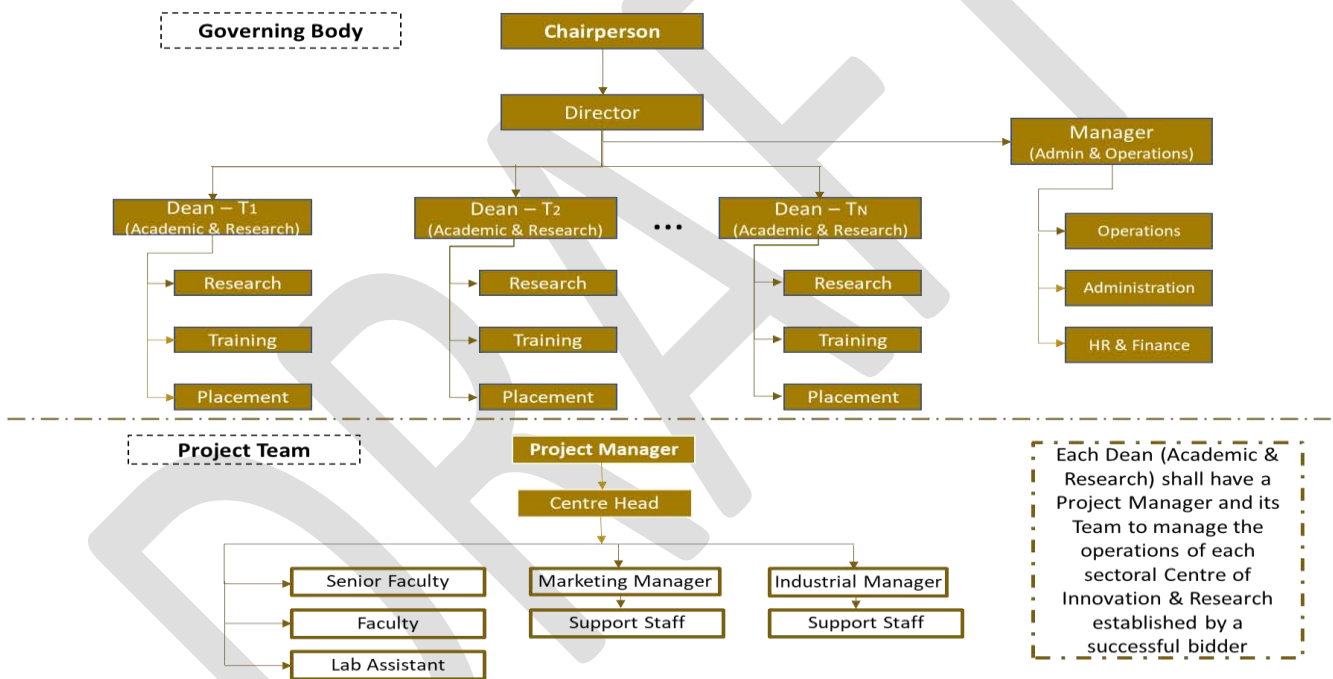 Governing Body
Chairperson
Director
Manager
(Admin & Operations)
Dean – T1
(Academic & Research)
Dean – T2
(Academic & Research)
...
Dean – TN
(Academic & Research)
Research
Training
Placement
Research
Training
Placement
Research
Training
Placement
Operations
Administration
HR & Finance
Project Team
Project Manager
Centre Head
Senior Faculty
Faculty
Lab Assistant
Marketing Manager
Support Staff
Industrial Manager
Support Staff
Each Dean (Academic &
Research) shall have a
Project Manager and its
Team to manage the
operations of each
sectoral Centre of
Innovation & Research
established by a
successful bidder
DRAFT